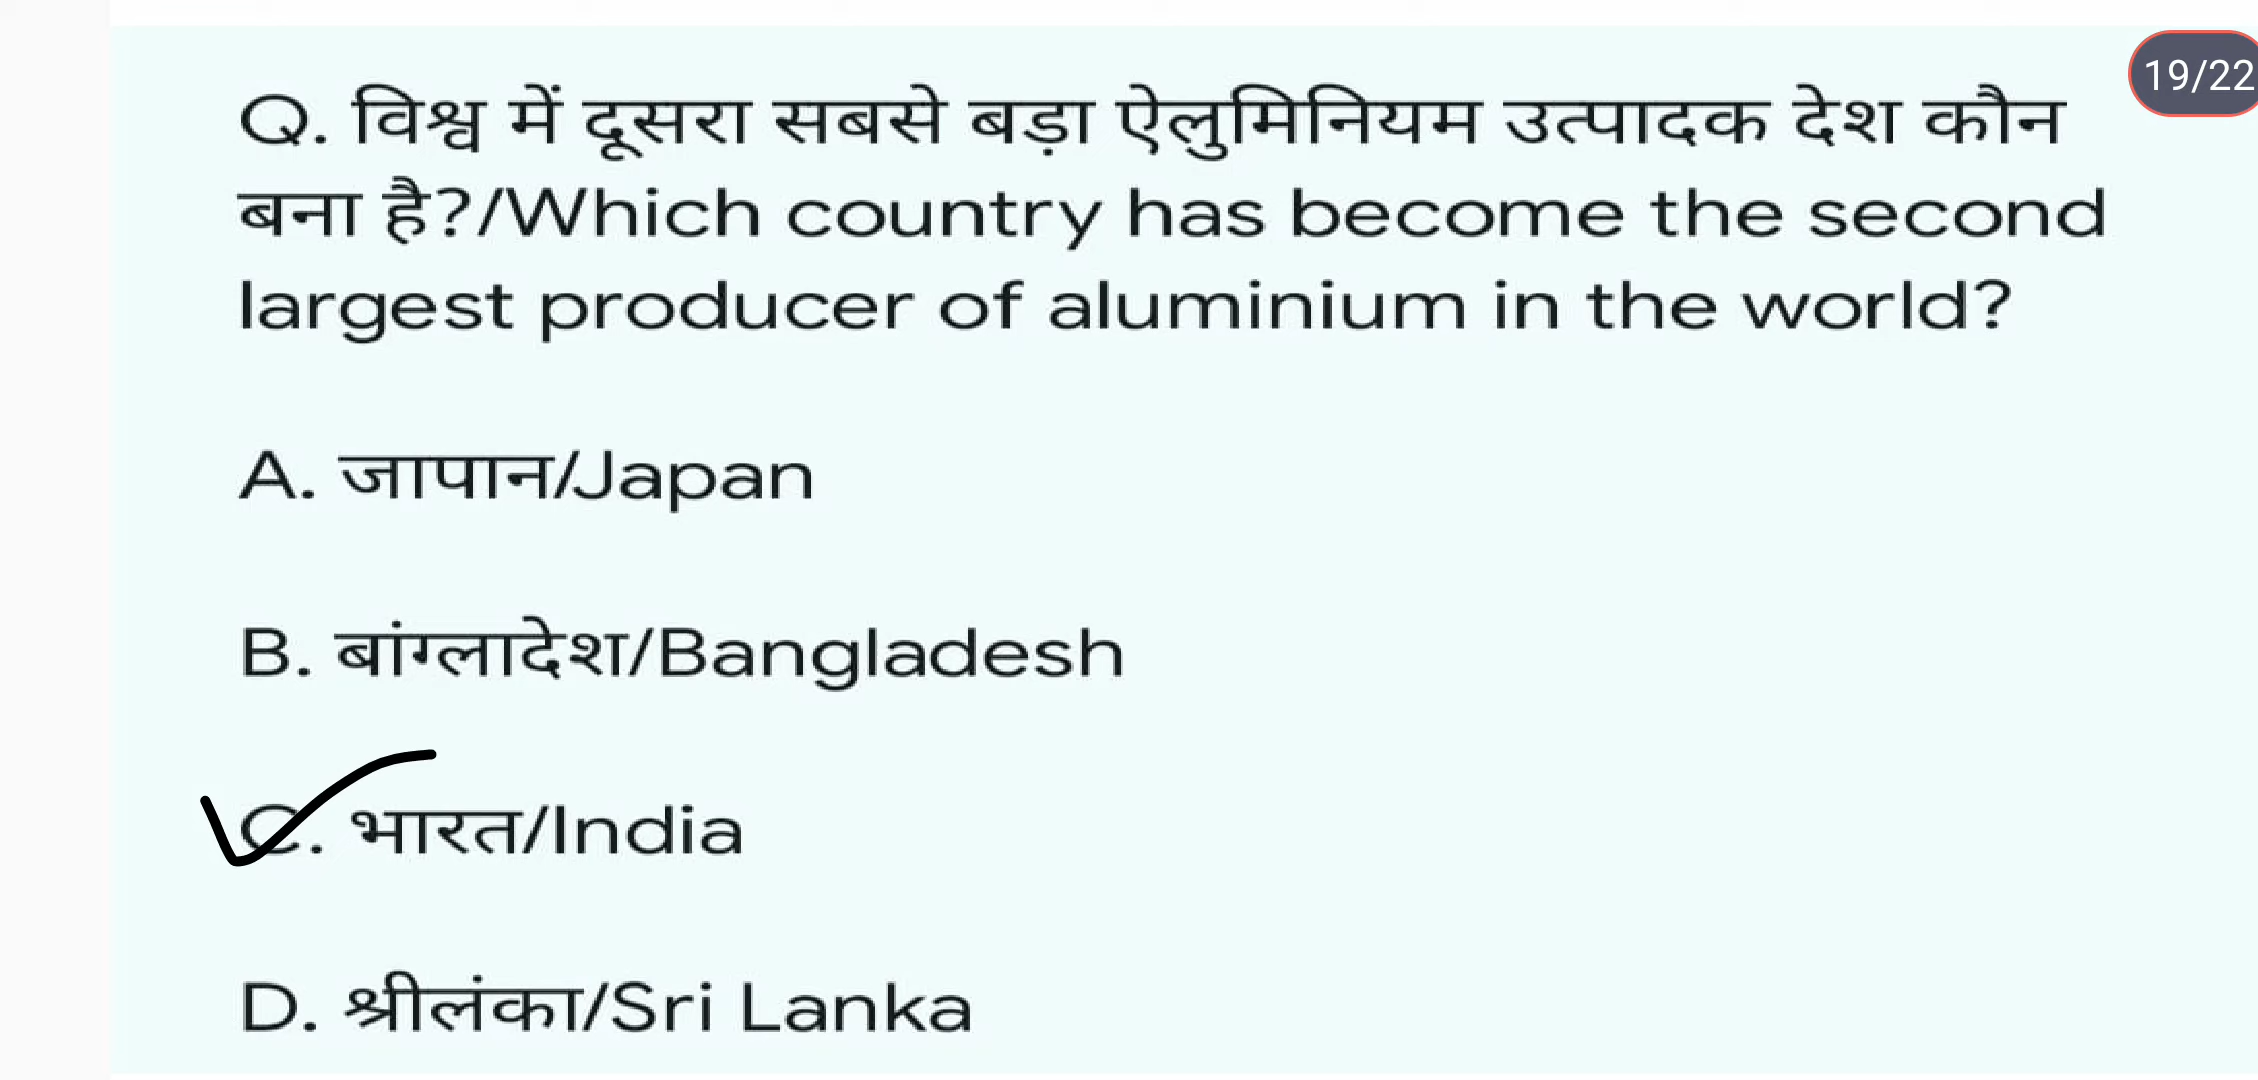 19/22
Q. विश्व में दूसरा सबसे बड़ा ऐलुमिनियम उत्पादक देश कौन
बना है?/Which country has become the second
largest producer of aluminium in the world?
A. जापान/Japan
B. बांग्लादेश/Bangladesh
C. भारत/India
D. श्रीलंका/Sri Lanka